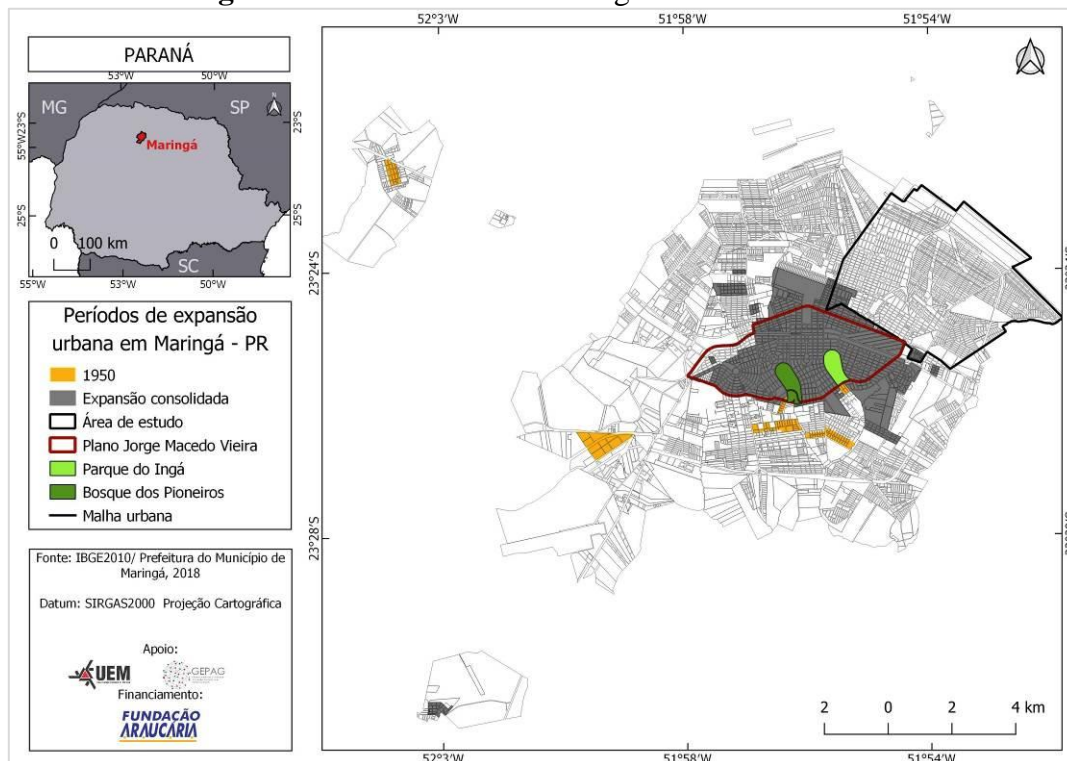 PARANÁ
53°W 50°W
MG SP
23°S 23°S
55°W
Maringá
25°S 25°S
0 100 km
SC
55°W 53°W 50°W
Períodos de expansão
urbana em Maringá - PR
1950
Expansão consolidada
Área de estudo
Plano Jorge Macedo Vieira
Parque do Ingá
Bosque dos Pioneiros
Malha urbana
Fonte: IBGE2010/ Prefeitura do Município de
Maringá, 2018
Datum: SIRGAS2000 Projeção Cartográfica
Apoio:
UEM
GEPAG
Financiamento:
FUNDAÇÃO
ARAUCÁRIA
52°3'W 51°58'W 51°54'W
23°24'S
23°28'S
2 0 2 4 km
52°3'W 51°58'W 51°54'W